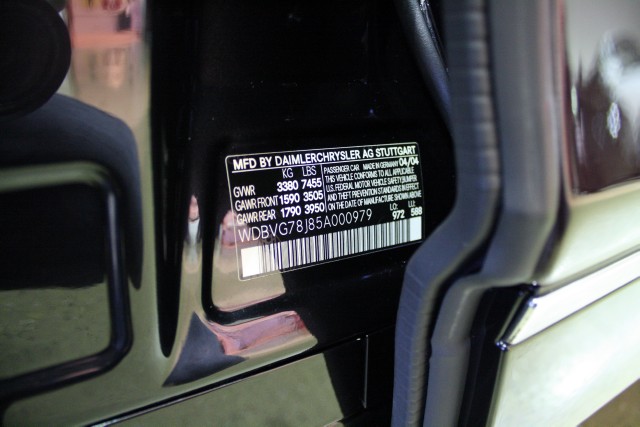 MFD BY DAIMLERCHRYSLER AG STUTTGART
KG LBS PASSENGER CAR MADE IN GERMANY 04/04
GVWR 3380 7455 THIS VEHICLE CONFORMS TO ALL APPLICABLE
GAWR FRONT 1590 3505 U.S. FEDERAL MOTOR VEHICLE SAFETY, BUMPER
GAWR REAR 1790 3950 AND THEFT PREVENTION STANDARDS IN EFFECT
ON THE DATE OF MANUFACTURE SHOWN ABOVE
WDBVG78J85A000979 LO: LI:
972 588